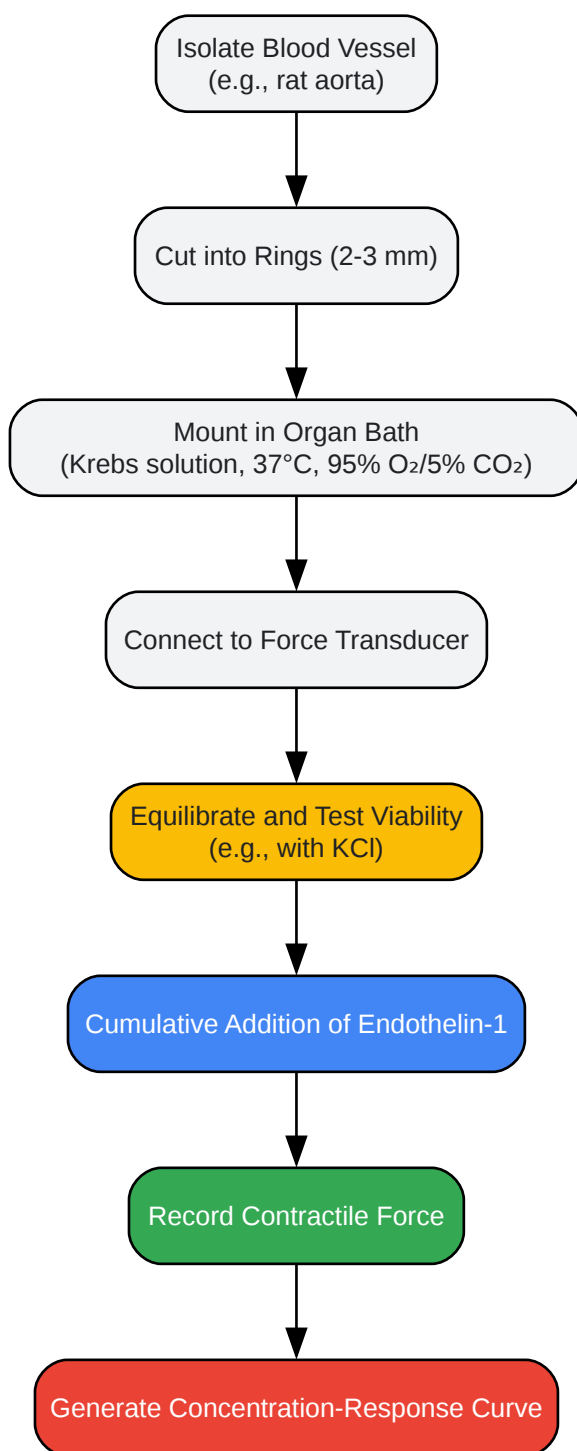 Isolate Blood Vessel
(e.g., rat aorta)
Cut into Rings (2-3 mm)
Mount in Organ Bath
(Krebs solution, 37°C, 95% O₂/5% CO₂)
Connect to Force Transducer
Equilibrate and Test Viability
(e.g., with KCl)
Cumulative Addition of Endothelin-1
Record Contractile Force
Generate Concentration-Response Curve